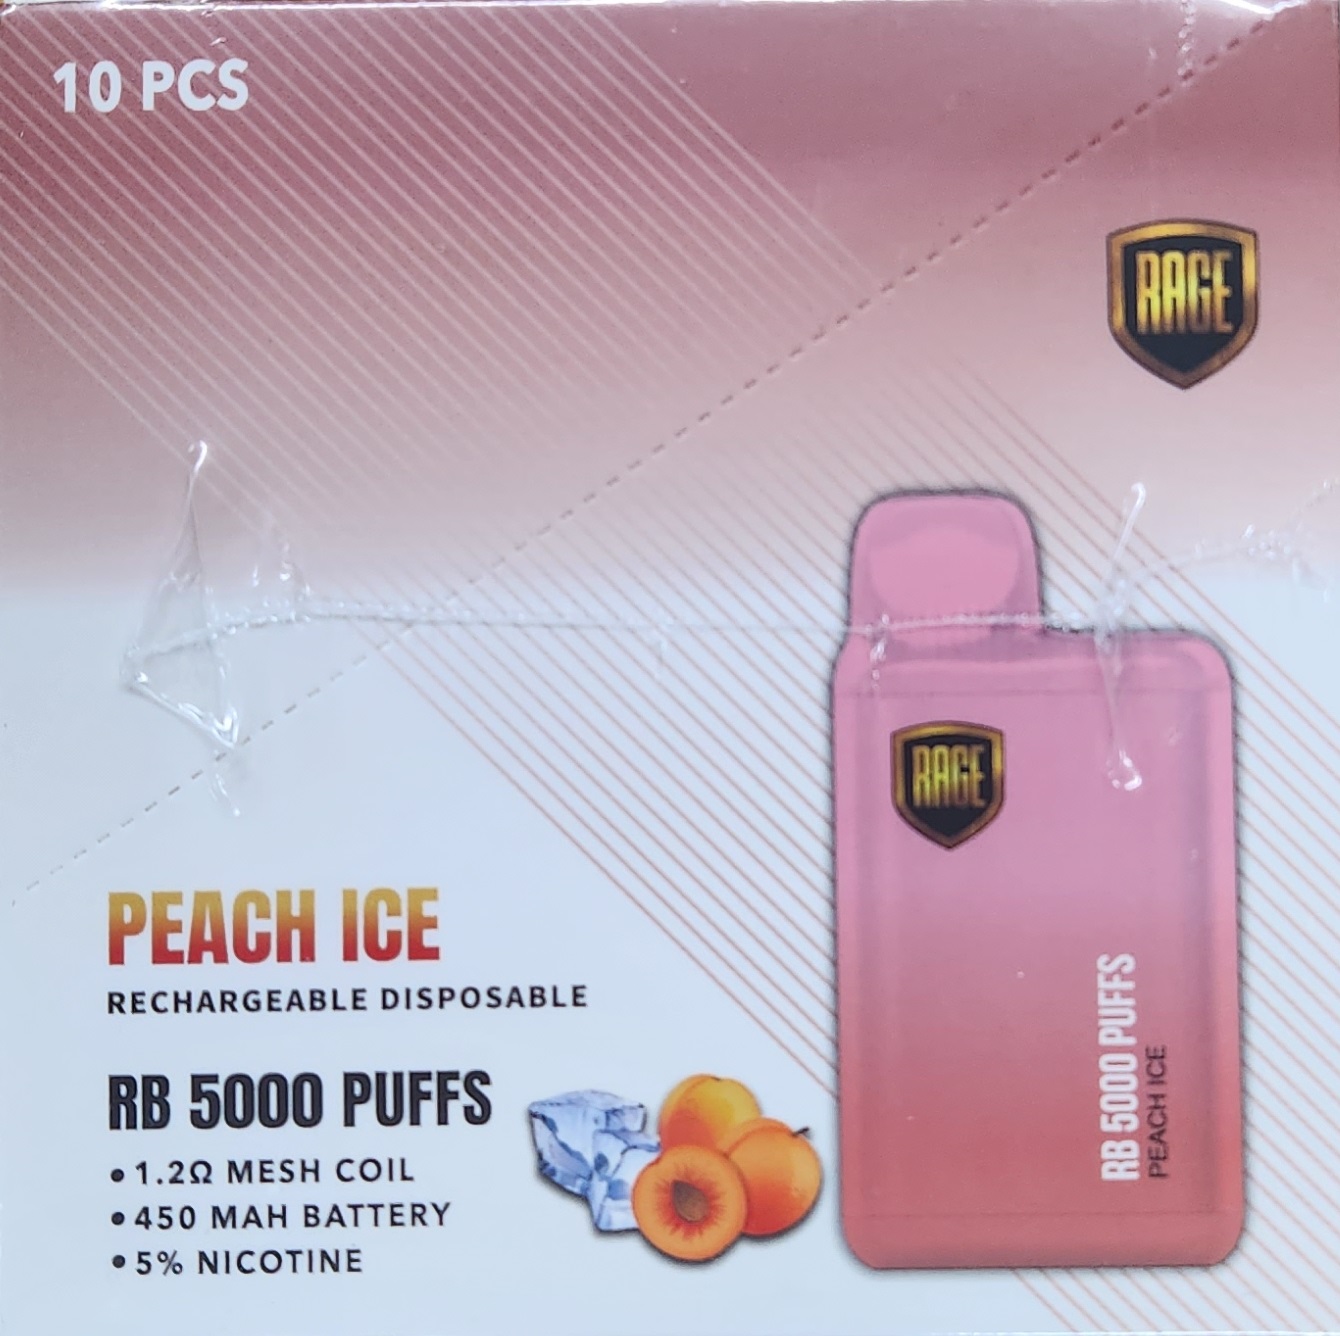 10 PCS
RAGE
RAGE
PEACH ICE
RECHARGEABLE DISPOSABLE
RB 5000 PUFFS
• 1.2Ω MESH COIL
• 450 MAH BATTERY
• 5% NICOTINE
RB 5000 PUFFS
PEACH ICE